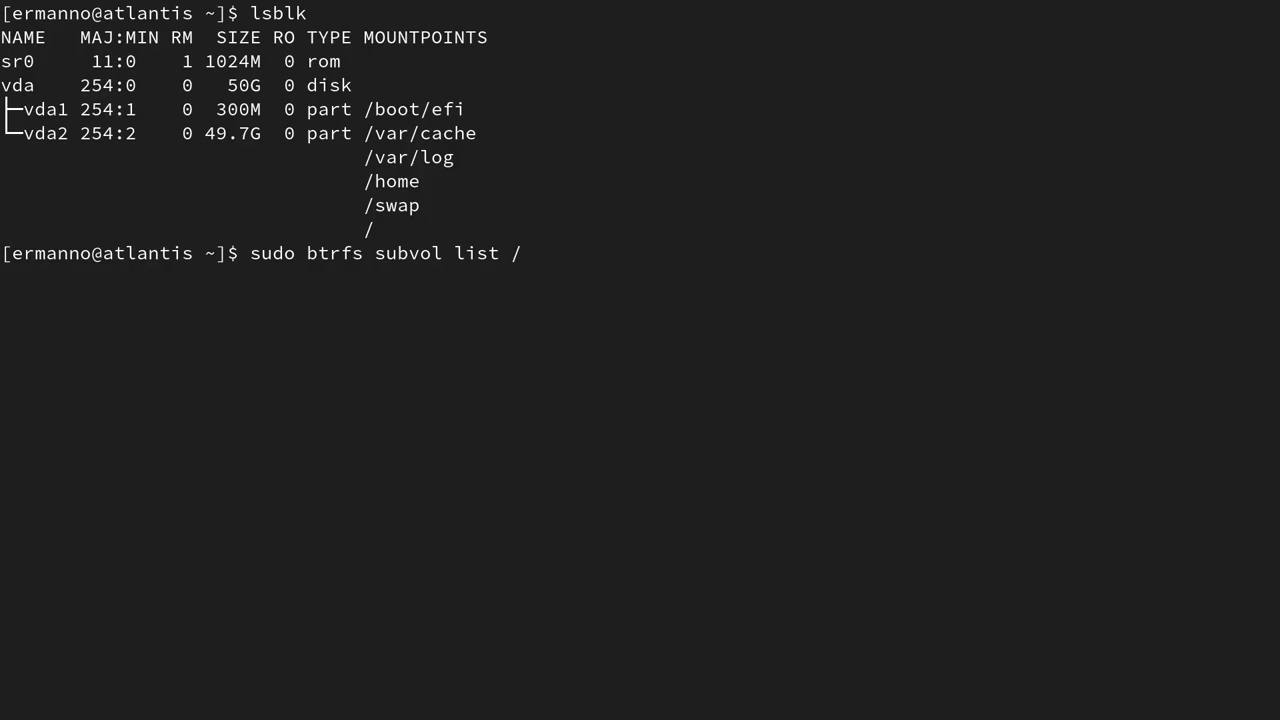 [ermanno@atlantis ~]$ lsblk
NAME   MAJ:MIN RM   SIZE RO TYPE MOUNTPOINTS
sr0     11:0    1 1024M  0 rom
vda    254:0    0   50G  0 disk
├─vda1 254:1    0  300M  0 part /boot/efi
└─vda2 254:2    0 49.7G  0 part /var/cache
                                /var/log
                                /home
                                /swap
                                /
[ermanno@atlantis ~]$ sudo btrfs subvol list /